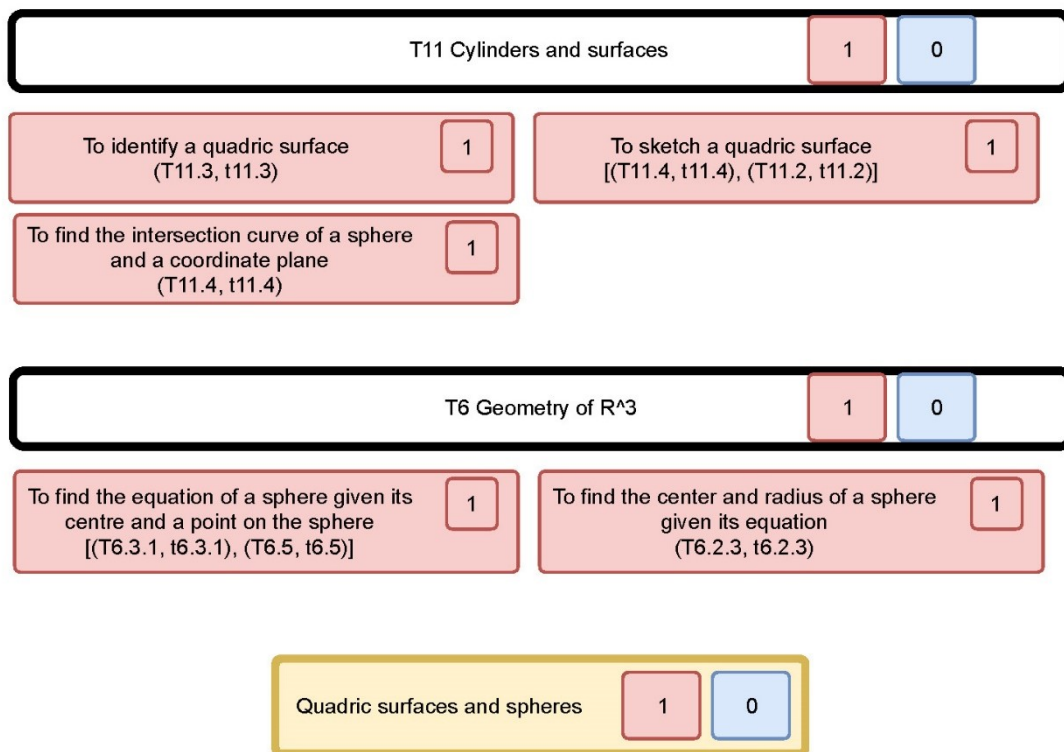 T11 Cylinders and surfaces 1 0
To identify a quadric surface 1
(T11.3, t11.3)
To sketch a quadric surface 1
[(T11.4, t11.4), (T11.2, t11.2)]
To find the intersection curve of a sphere 1
and a coordinate plane
(T11.4, t11.4)
T6 Geometry of R^3 1 0
To find the equation of a sphere given its 1
centre and a point on the sphere
[(T6.3.1, t6.3.1), (T6.5, t6.5)]
To find the center and radius of a sphere 1
given its equation
(T6.2.3, t6.2.3)
Quadric surfaces and spheres 1 0